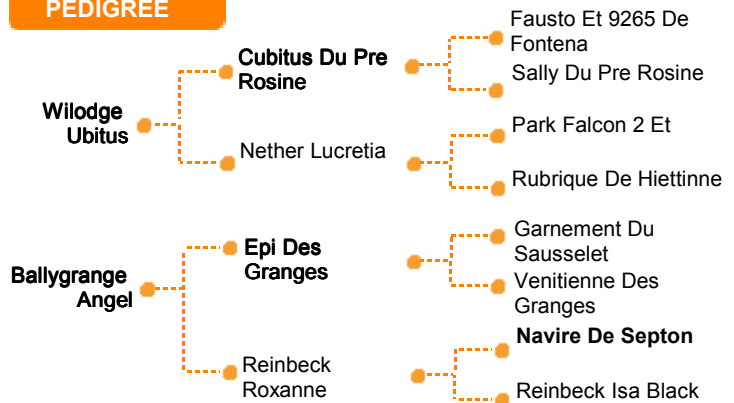 PEDIGREE
Fausto Et 9265 De
Fontena
Cubitus Du Pre
Rosine
Sally Du Pre Rosine
Wilodge
Ubitus
Park Falcon 2 Et
Nether Lucretia
Rubrique De Hiettinne
Garnement Du
Sausselet
Epi Des
Granges
Venitienne Des
Granges
Ballygrange
Angel
Navire De Septon
Reinbeck
Roxanne
Reinbeck Isa Black